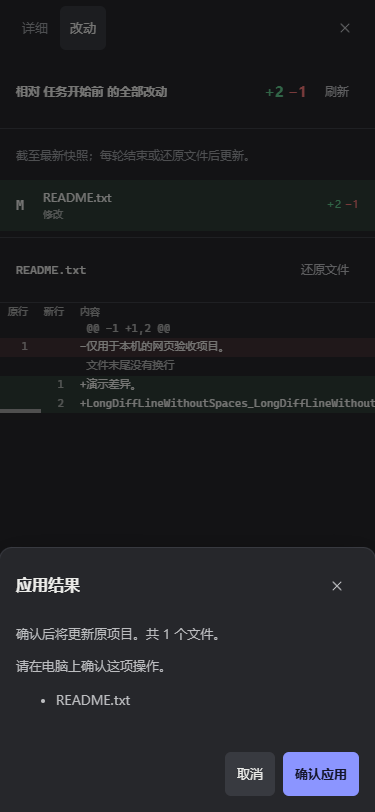 详细 改动 ×
相对 任务开始前 的全部改动 +2 −1 刷新
截至最新快照；每轮结束或还原文件后更新。
M README.txt +2 −1
修改
README.txt 还原文件
原行 新行 内容
@@ -1 +1,2 @@
1 -仅用于本机的网页验收项目。
文件末尾没有换行
1 +演示差异。
2 +LongDiffLineWithoutSpaces_LongDiffLineWithout
应用结果 ×
确认后将更新原项目。共 1 个文件。
请在电脑上确认这项操作。
• README.txt
取消 确认应用